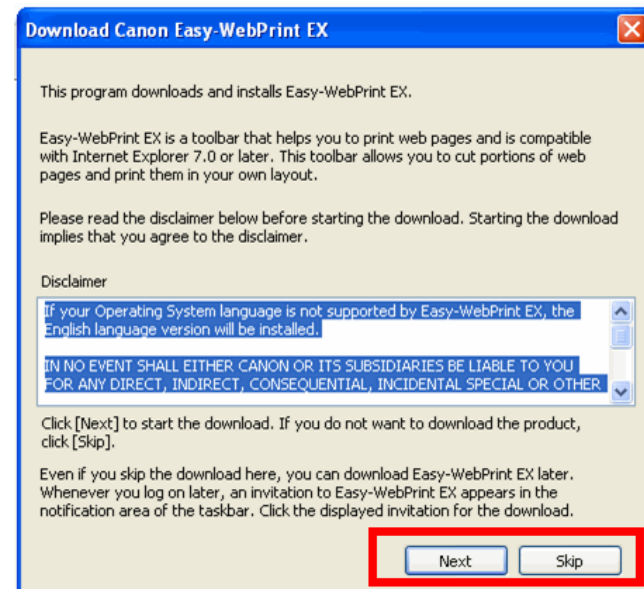 Download Canon Easy-WebPrint EX
This program downloads and installs Easy-WebPrint EX.
Easy-WebPrint EX is a toolbar that helps you to print web pages and is compatible
with Internet Explorer 7.0 or later. This toolbar allows you to cut portions of web
pages and print them in your own layout.
Please read the disclaimer below before starting the download. Starting the download
implies that you agree to the disclaimer.
Disclaimer
If your Operating System language is not supported by Easy-WebPrint EX, the
English language version will be installed.
IN NO EVENT SHALL EITHER CANON OR ITS SUBSIDIARIES BE LIABLE TO YOU
FOR ANY DIRECT, INDIRECT, CONSEQUENTIAL, INCIDENTAL SPECIAL OR OTHER
Click [Next] to start the download. If you do not want to download the product,
click [Skip].
Even if you skip the download here, you can download Easy-WebPrint EX later.
Whenever you log on later, an invitation to Easy-WebPrint EX appears in the
notification area of the taskbar. Click the displayed invitation for the download.
Next Skip